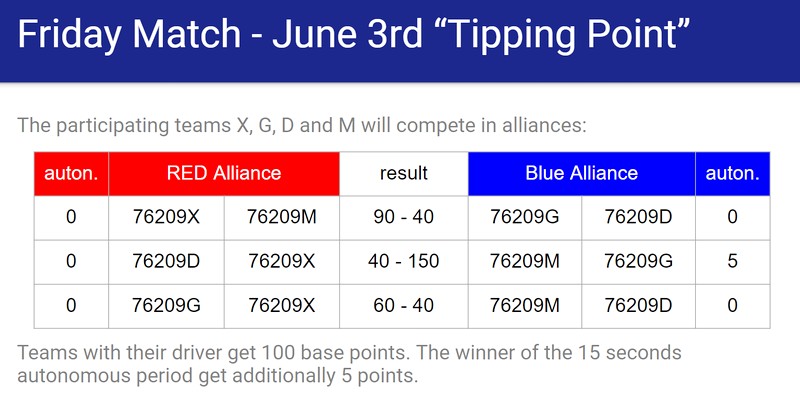 Friday Match - June 3rd “Tipping Point”
The participating teams X, G, D and M will compete in alliances:
auton. RED Alliance result Blue Alliance auton.
0 76209X 76209M 90 - 40 76209G 76209D 0
0 76209D 76209X 40 - 150 76209M 76209G 5
0 76209G 76209X 60 - 40 76209M 76209D 0
Teams with their driver get 100 base points. The winner of the 15 seconds
autonomous period get additionally 5 points.